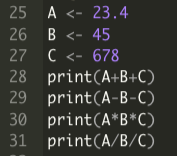 25 A <- 23.4
26 B <- 45
27 C <- 678
28 print(A+B+C)
29 print(A-B-C)
30 print(A*B*C)
31 print(A/B/C)